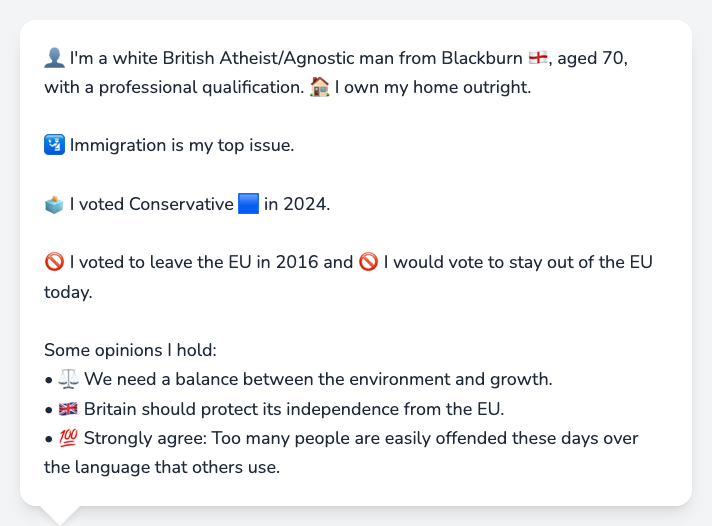 👤 I'm a white British Atheist/Agnostic man from Blackburn 🏴󠁧󠁢󠁥󠁮󠁧󠁿, aged 70,
with a professional qualification. 🏠 I own my home outright.
🛂 Immigration is my top issue.
🗳️ I voted Conservative 🟦 in 2024.
🚫 I voted to leave the EU in 2016 and 🚫 I would vote to stay out of the EU
today.
Some opinions I hold:
• ⚖️ We need a balance between the environment and growth.
• 🇬🇧 Britain should protect its independence from the EU.
• 💯 Strongly agree: Too many people are easily offended these days over
the language that others use.